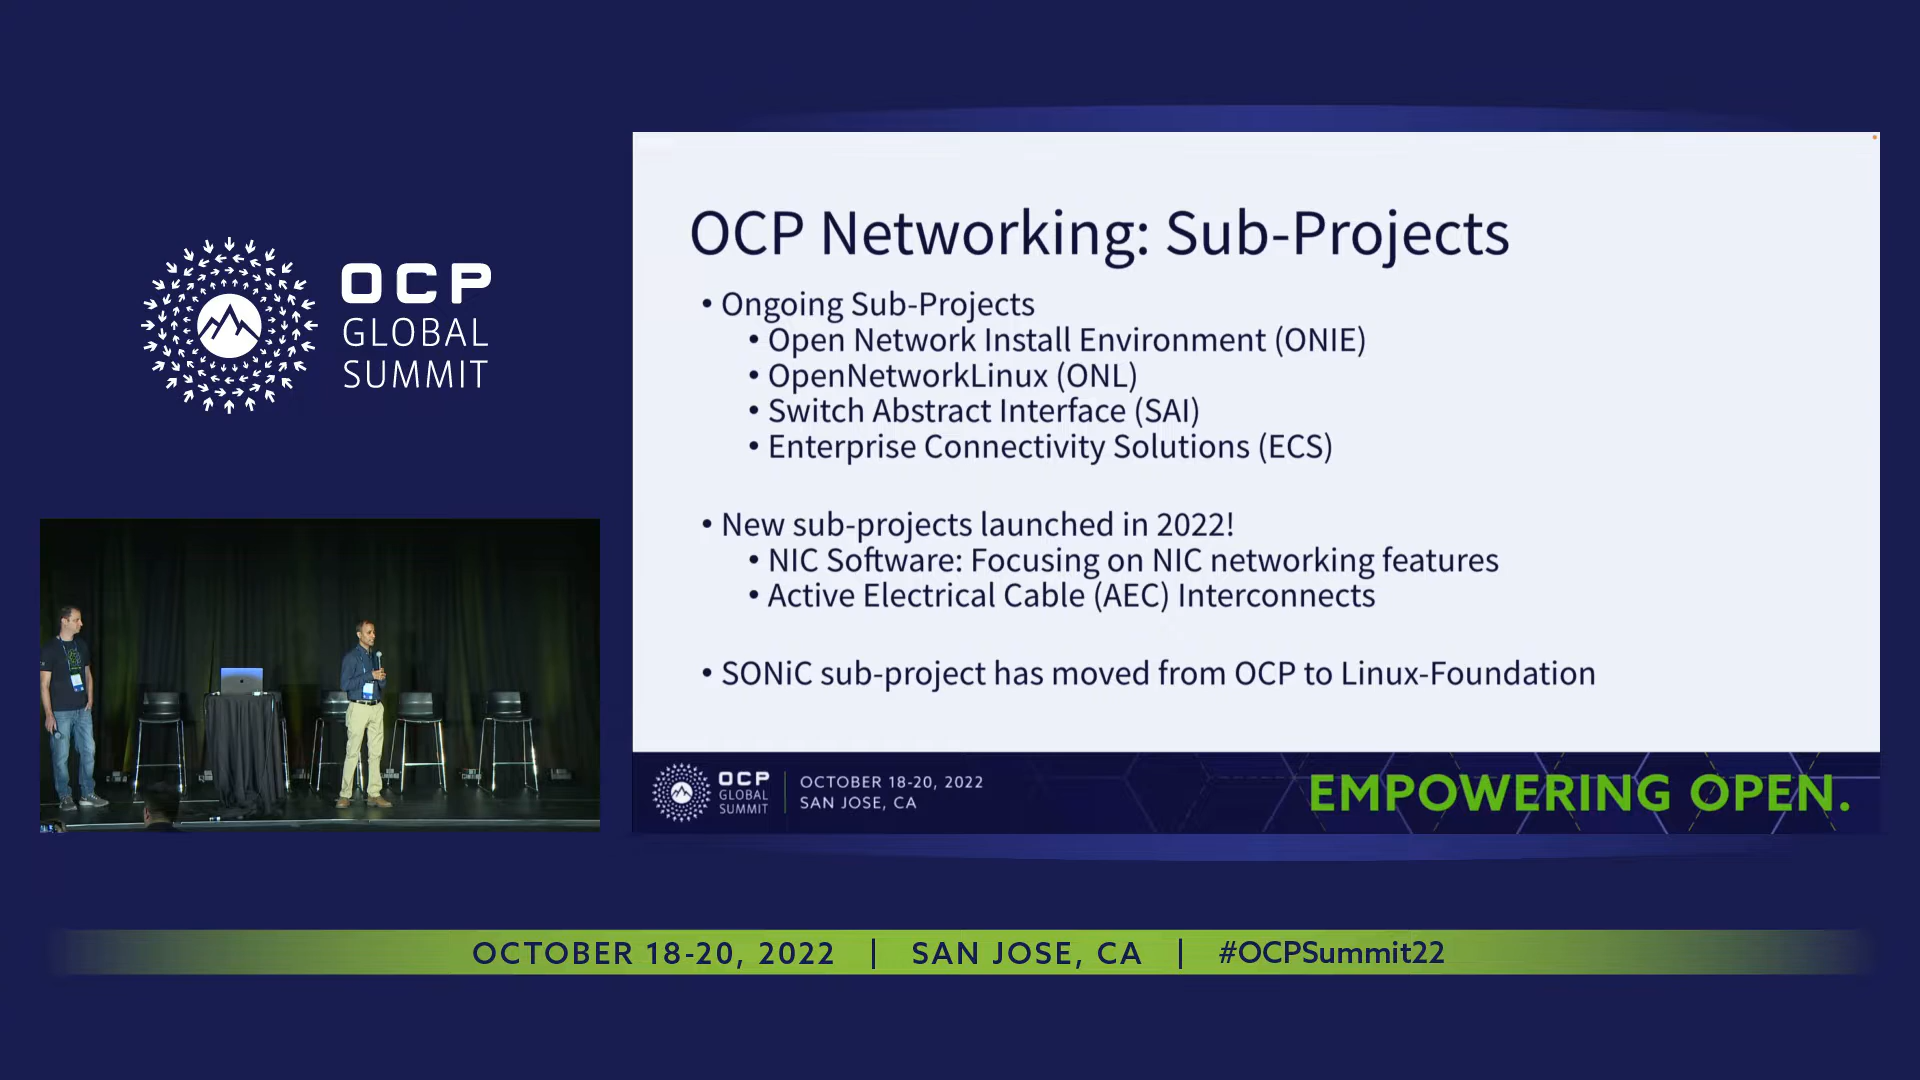 OCP
GLOBAL
SUMMIT
OCP Networking: Sub-Projects
• Ongoing Sub-Projects
• Open Network Install Environment (ONIE)
• OpenNetworkLinux (ONL)
• Switch Abstract Interface (SAI)
• Enterprise Connectivity Solutions (ECS)
• New sub-projects launched in 2022!
• NIC Software: Focusing on NIC networking features
• Active Electrical Cable (AEC) Interconnects
• SONiC sub-project has moved from OCP to Linux-Foundation
OCP
GLOBAL
SUMMIT
OCTOBER 18-20, 2022
SAN JOSE, CA
EMPOWERING OPEN.
OCTOBER 18-20, 2022 | SAN JOSE, CA | #OCPSummit22